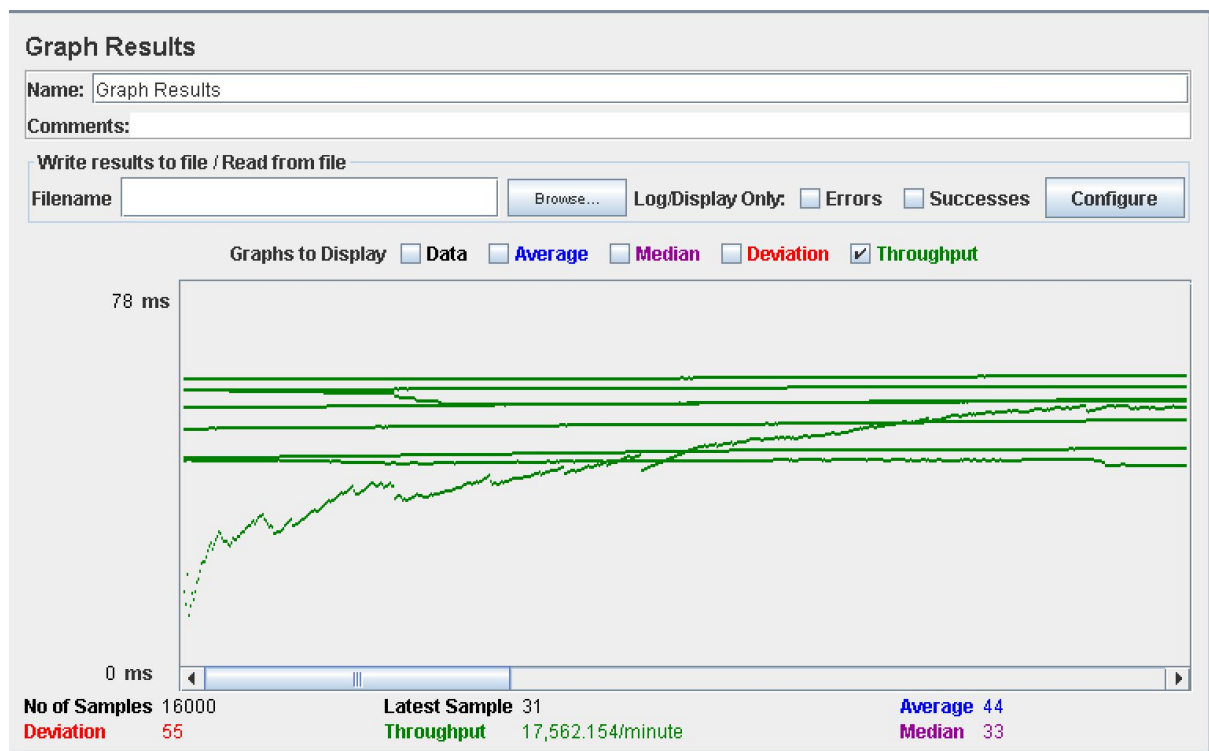 Graph Results
Name: Graph Results
Comments:
Write results to file / Read from file
Filename Browse... Log/Display Only: Errors Successes Configure
Graphs to Display Data Average Median Deviation Throughput
78 ms
0 ms
No of Samples 16000 Latest Sample 31 Average 44
Deviation 55 Throughput 17,562.154/minute Median 33